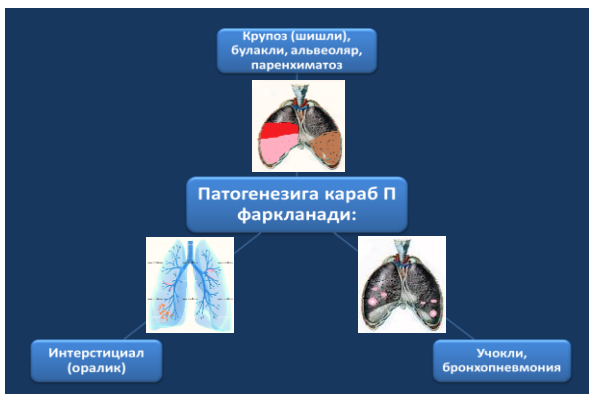 Крупоз (шишли),
булакли, альвеоляр,
паренхиматоз
Патогенезига караб П
фаркланади:
Интерстициал
(оралик)
Учокли,
бронхопневмония